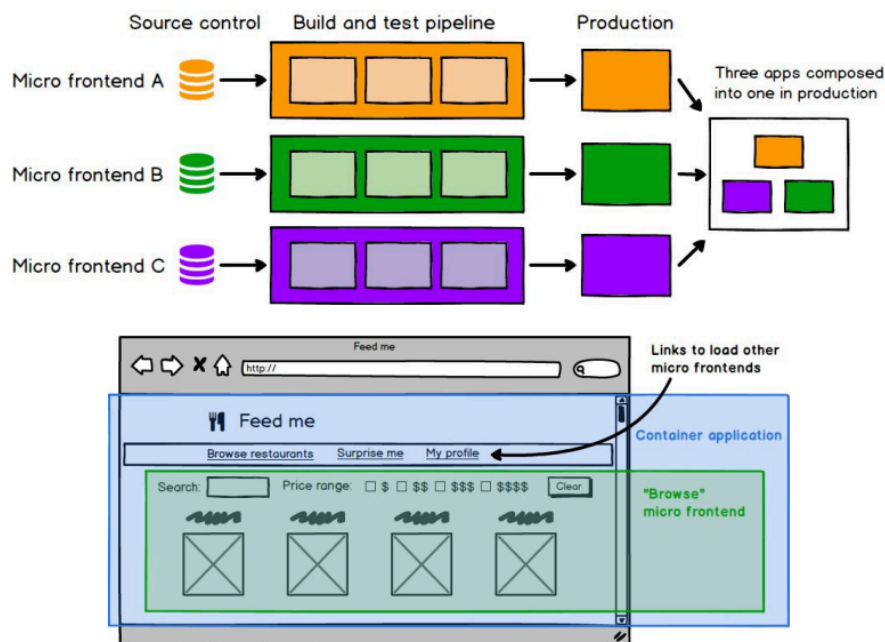 Source control
Build and test pipeline
Production
Micro frontend A
Three apps composed
into one in production
Micro frontend B
Micro frontend C
Feed me
http://
Links to load other
micro frontends
Feed me
Container application
Browse restaurants Surprise me My profile
Search: Price range: $ $$ $$$ $$$$ Clear
"Browse"
micro frontend